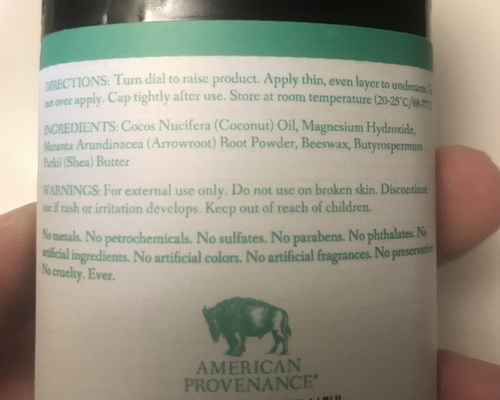 DIRECTIONS: Turn dial to raise product. Apply thin, even layer to underarms.
not over apply. Cap tightly after use. Store at room temperature (20-25°C/68-77°F)
INGREDIENTS: Cocos Nucifera (Coconut) Oil, Magnesium Hydroxide,
Maranta Arundinacea (Arrowroot) Root Powder, Beeswax, Butyrospermum
Parkii (Shea) Butter
WARNINGS: For external use only. Do not use on broken skin. Discontinue
use if rash or irritation develops. Keep out of reach of children.
No metals. No petrochemicals. No sulfates. No parabens. No phthalates. No
artificial ingredients. No artificial colors. No artificial fragrances. No preservatives
No cruelty. Ever.
AMERICAN
PROVENANCE®